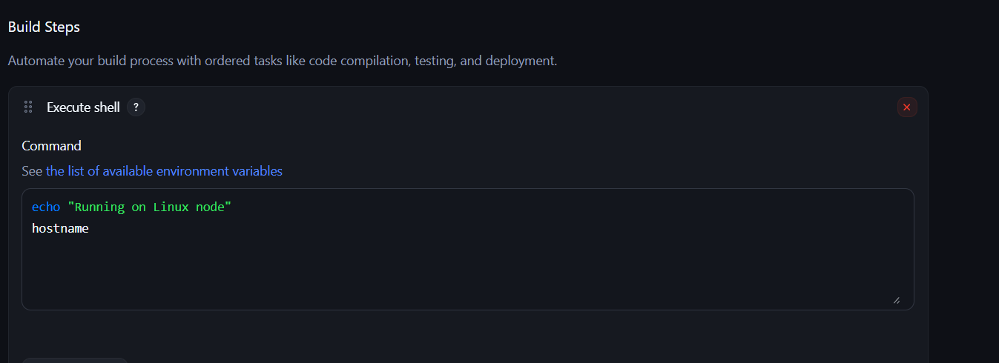 Build Steps
Automate your build process with ordered tasks like code compilation, testing, and deployment.
Execute shell ?
Command
See the list of available environment variables
echo "Running on Linux node"
hostname